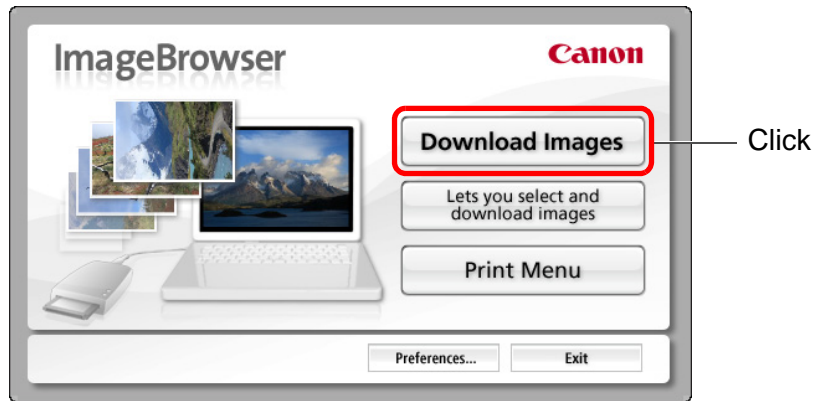 ImageBrowser
Canon
Download Images
Click
Lets you select and
download images
Print Menu
Preferences...
Exit